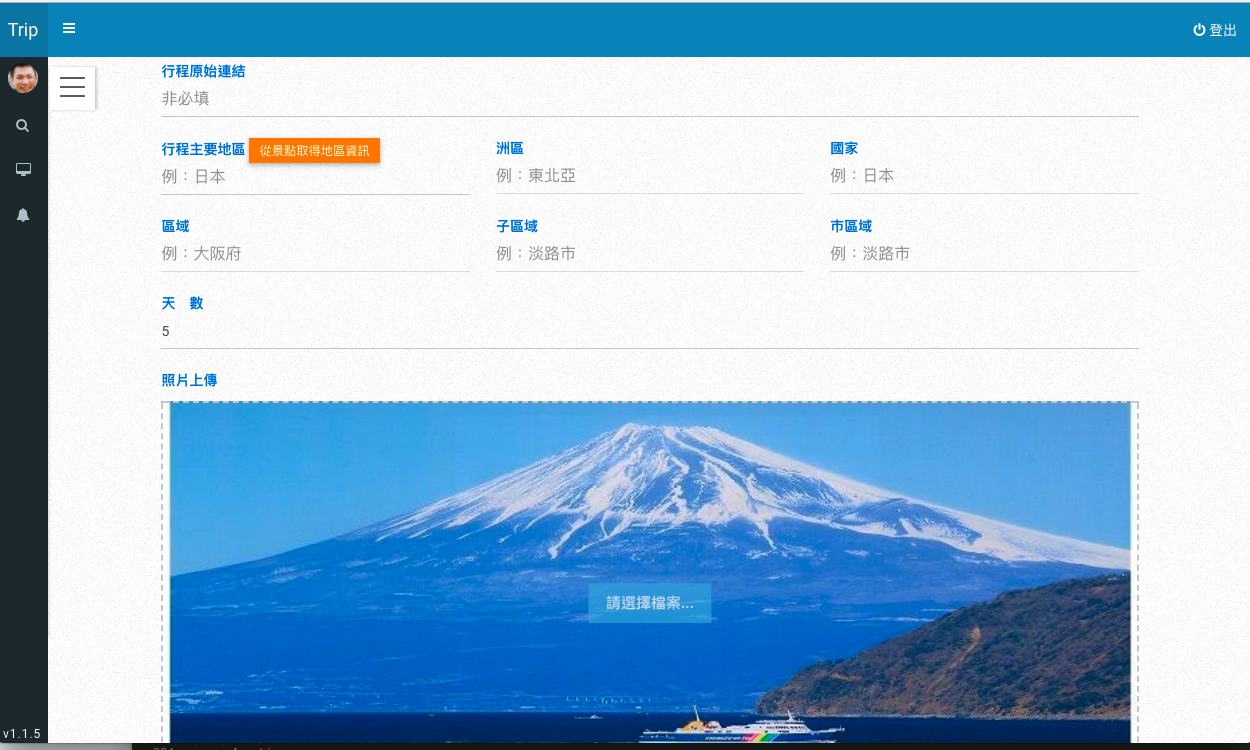 Trip
登出
行程原始連結
非必填
行程主要地區 從景點取得地區資訊 洲區 國家
例：日本 例：東北亞 例：日本
區域 子區域 市區域
例：大阪府 例：淡路市 例：淡路市
天　數
5
照片上傳
請選擇檔案...
v1.1.5